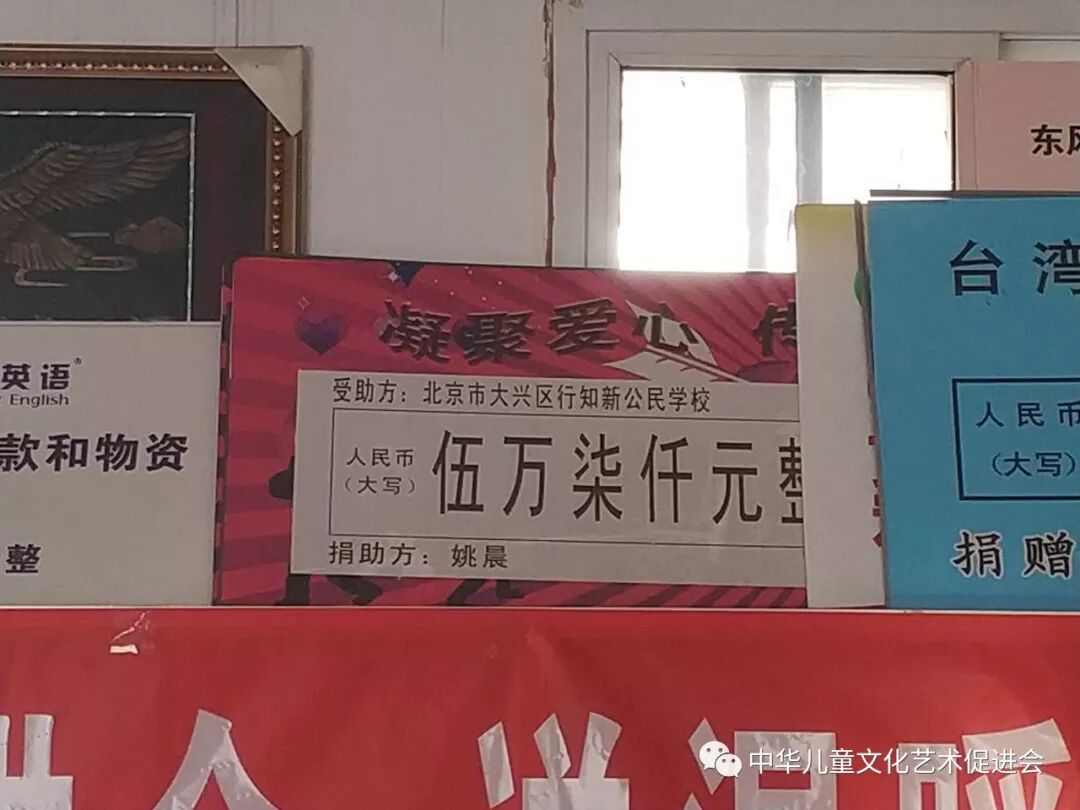 英语®
English
款和物资
整
凝聚爱心
受助方：北京市大兴区行知新公民学校
人民币
（大写）
伍万柒仟元整
捐助方：姚晨
东
台湾
人民币
（大写）
捐赠
中华儿童文化艺术促进会